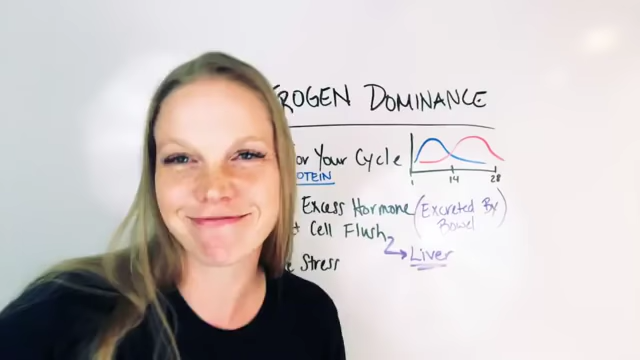 ROGEN DOMINANCE
or Your Cycle
OTEIN
1 14 28
Excess Hormone (Excreted By
Bowel)
Cell Flush
Liver
Stress